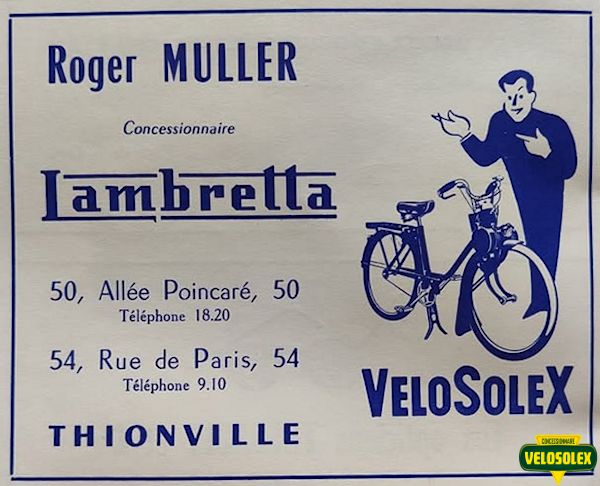 Roger MULLER
Concessionnaire
Lambretta
50, Allée Poincaré, 50
Téléphone 18.20
54, Rue de Paris, 54
Téléphone 9.10
THIONVILLE
VELOSOLEX
CONCESSIONNAIRE
VELOSOLEX